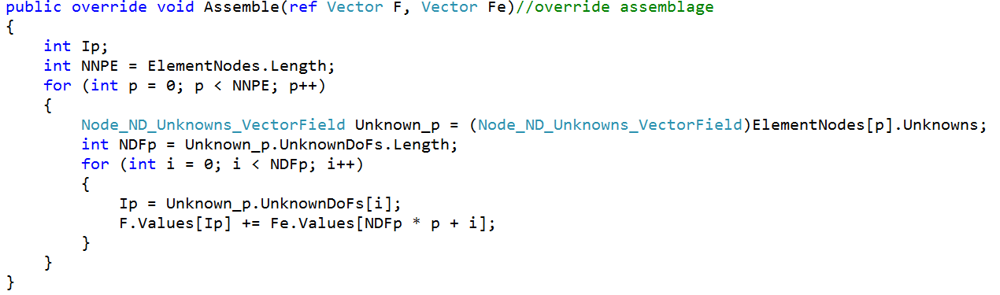 public override void Assemble(ref Vector F, Vector Fe)//override assemblage
{
    int Ip;
    int NNPE = ElementNodes.Length;
    for (int p = 0; p < NNPE; p++)
    {
        Node_ND_Unknowns_VectorField Unknown_p = (Node_ND_Unknowns_VectorField)ElementNodes[p].Unknowns;
        int NDFp = Unknown_p.UnknownDoFs.Length;
        for (int i = 0; i < NDFp; i++)
        {
            Ip = Unknown_p.UnknownDoFs[i];
            F.Values[Ip] += Fe.Values[NDFp * p + i];
        }
    }
}